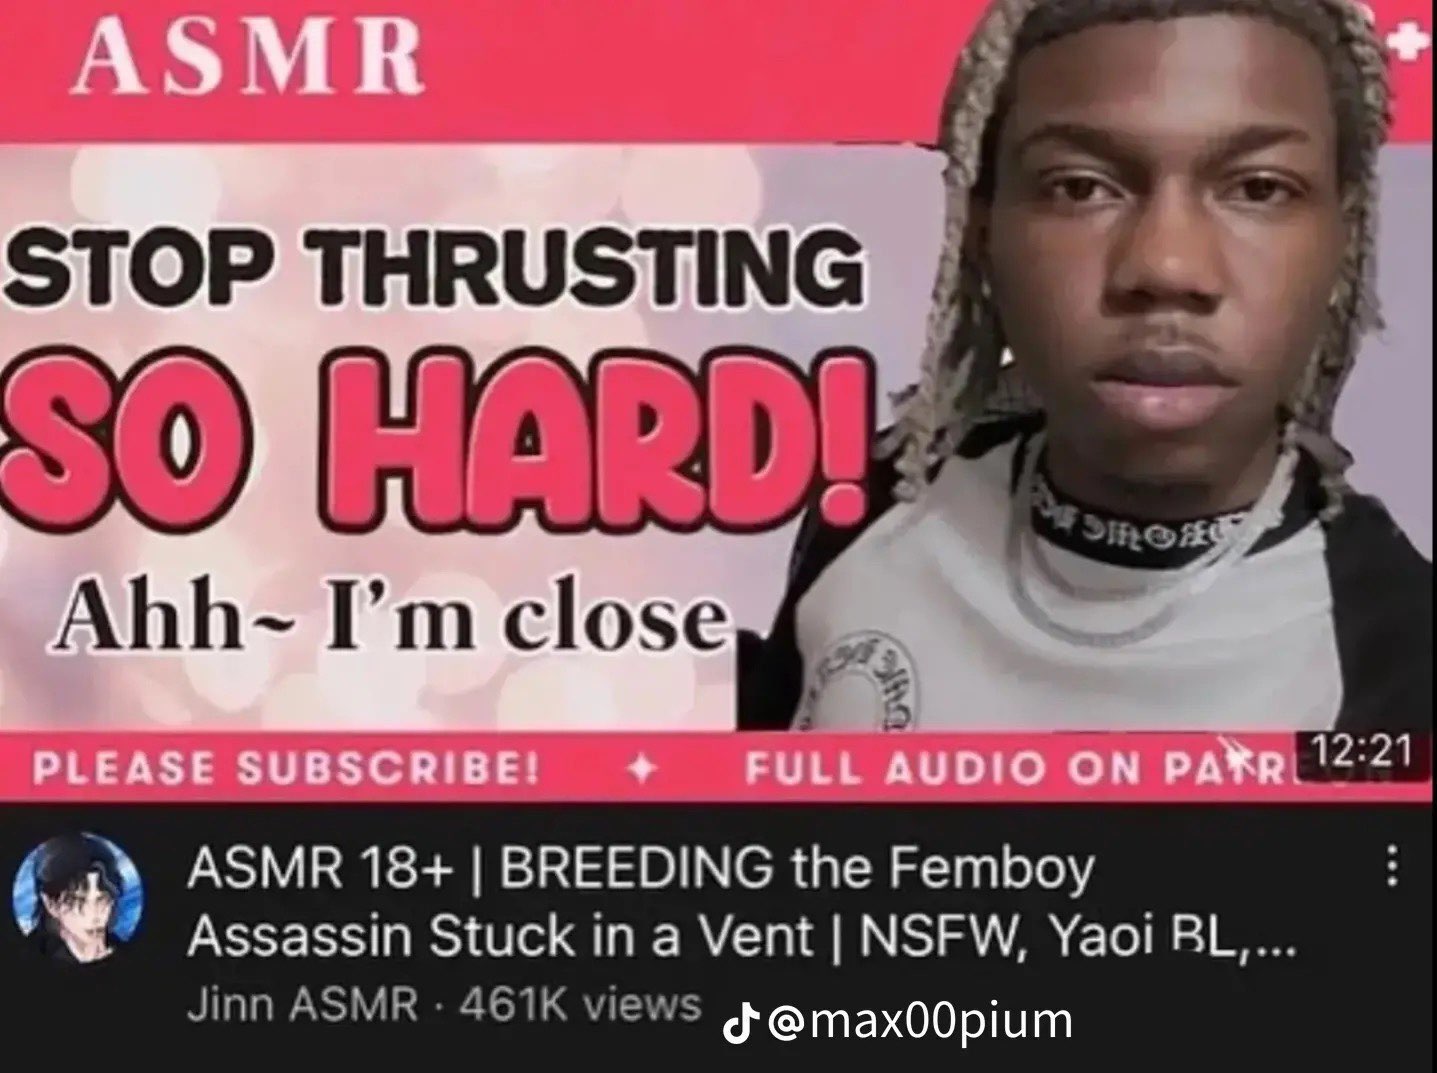 ASMR
STOP THRUSTING
SO HARD!
Ahh~ I'm close
PLEASE SUBSCRIBE! FULL AUDIO ON
12:21
ASMR 18+ | BREEDING the Femboy
Assassin Stuck in a Vent | NSFW, Yaoi BL,...
Jinn ASMR · 461K views
@max00pium